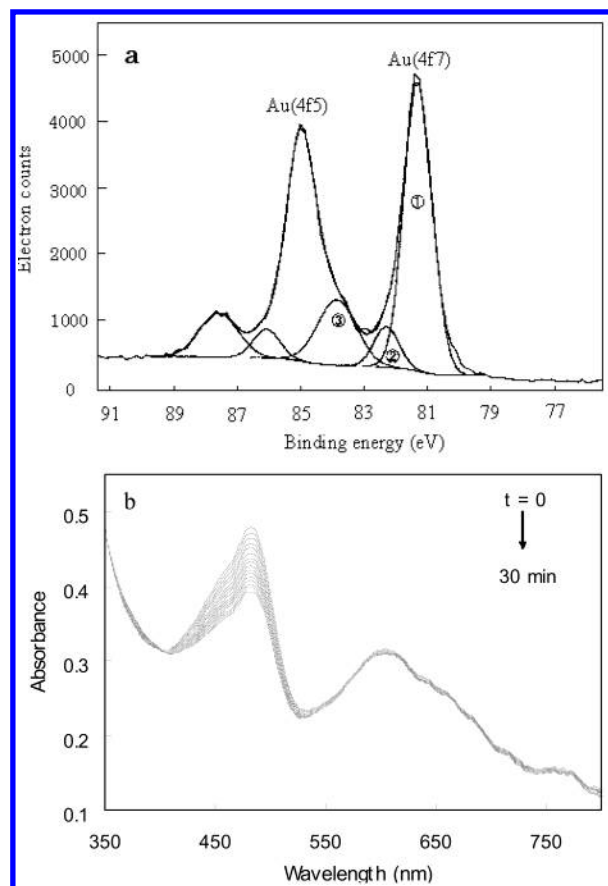 a
5000
4000
3000
2000
1000
0
Electron counts
Au(4f5)
Au(4f7)
①
②
③
91 89 87 85 83 81 79 77
Binding energy (eV)
b
t = 0
30 min
0.5
0.4
0.3
0.2
0.1
Absorbance
350 450 550 650 750
Wavelength (nm)